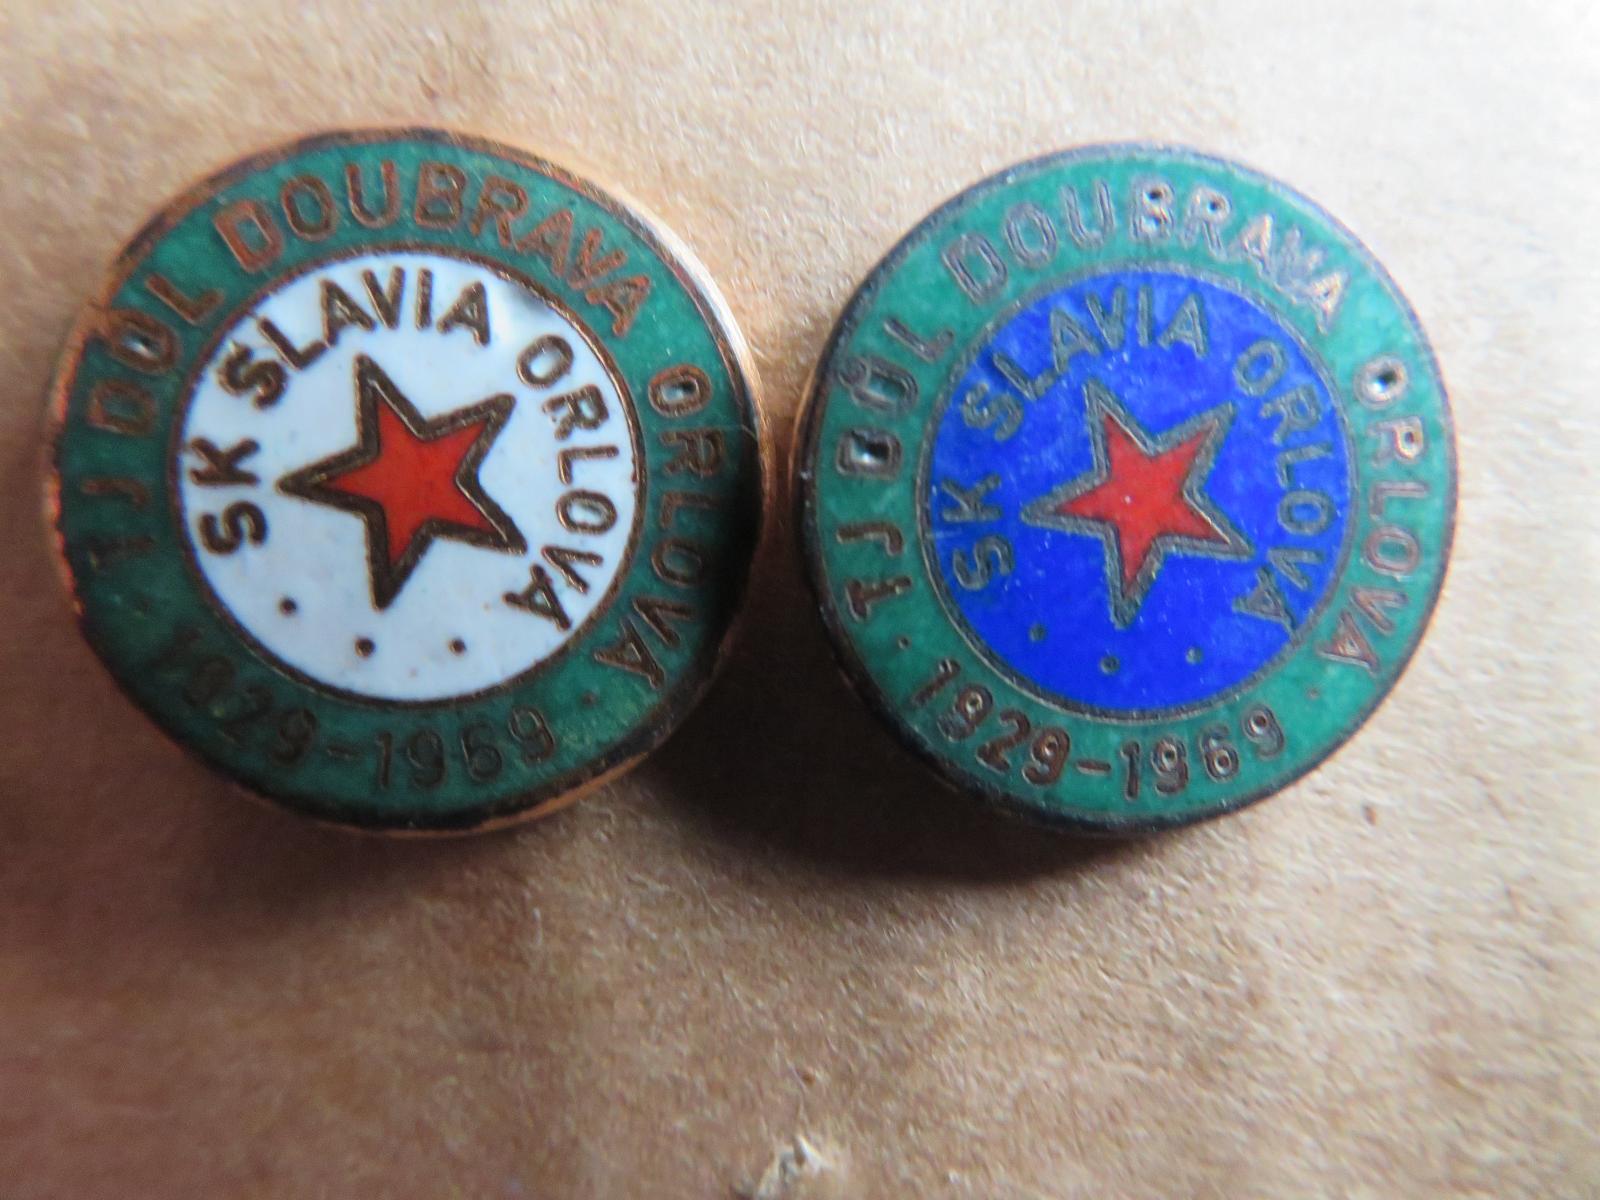 TJ DŮL DOUBRAVA ORLOVA
SK SLAVIA ORLOVA
1929-1969
TJ DŮL DOUBRAVA ORLOVA
SK SLAVIA ORLOVA
1929-1969